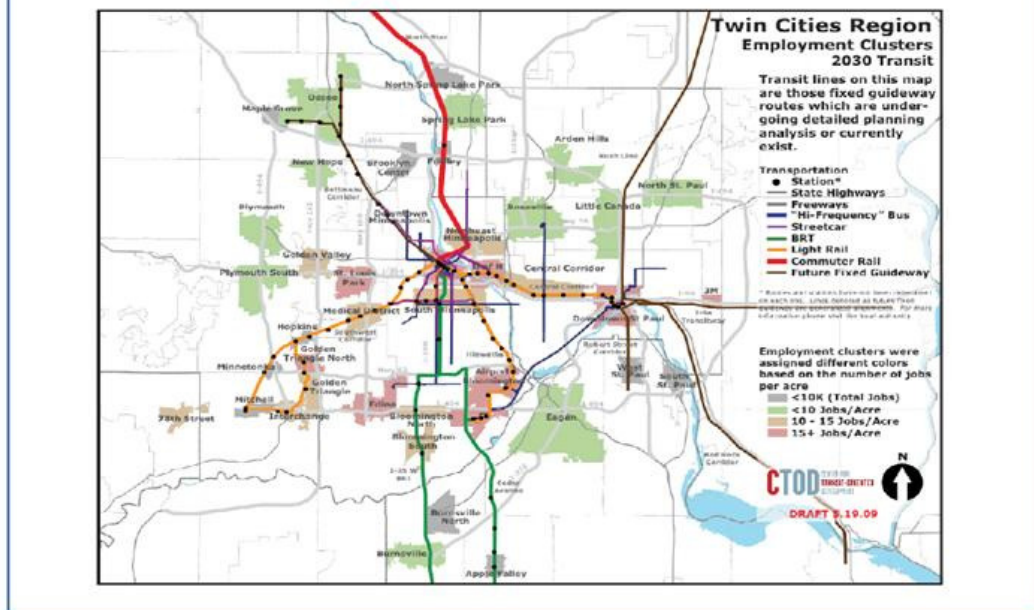 Twin Cities Region
Employment Clusters
2030 Transit
Transit lines on this map
are those fixed guideway
routes which are under-
going detailed planning
analysis or currently
exist.
Transportation
Station*
State Highways
Freeways
"Hi-Frequency" Bus
Streetcar
BRT
Light Rail
Commuter Rail
Future Fixed Guideway
Employment clusters were
assigned different colors
based on the number of jobs
per acre
<10K (Total Jobs)
<10 Jobs/Acre
10 - 15 Jobs/Acre
15+ Jobs/Acre
N
CTOD
DRAFT 5.19.09
North Spring Lake Park
Maple Grove
Spring Lake Park
Arden Hills
New Hope
Brooklyn
Center
Fridley
North St. Paul
Plymouth
Little Canada
Roseville
Downtown
Minneapolis
Northeast
Minneapolis
Golden Valley
Plymouth South
St. Louis
Park
Central Corridor
Medical District
South Minneapolis
3M
Downtown St Paul
Hopkins
Golden
Triangle North
Minnetonka
Golden
Triangle
Robert Street
Corridor
West
St. Paul
South
St. Paul
Mitchell
78th Street
Interchange
Edina
Airport
Bloomington
North
Bloomington
South
Eagan
Cedar
Avenue
Burnsville
North
Burnsville
Apple Valley